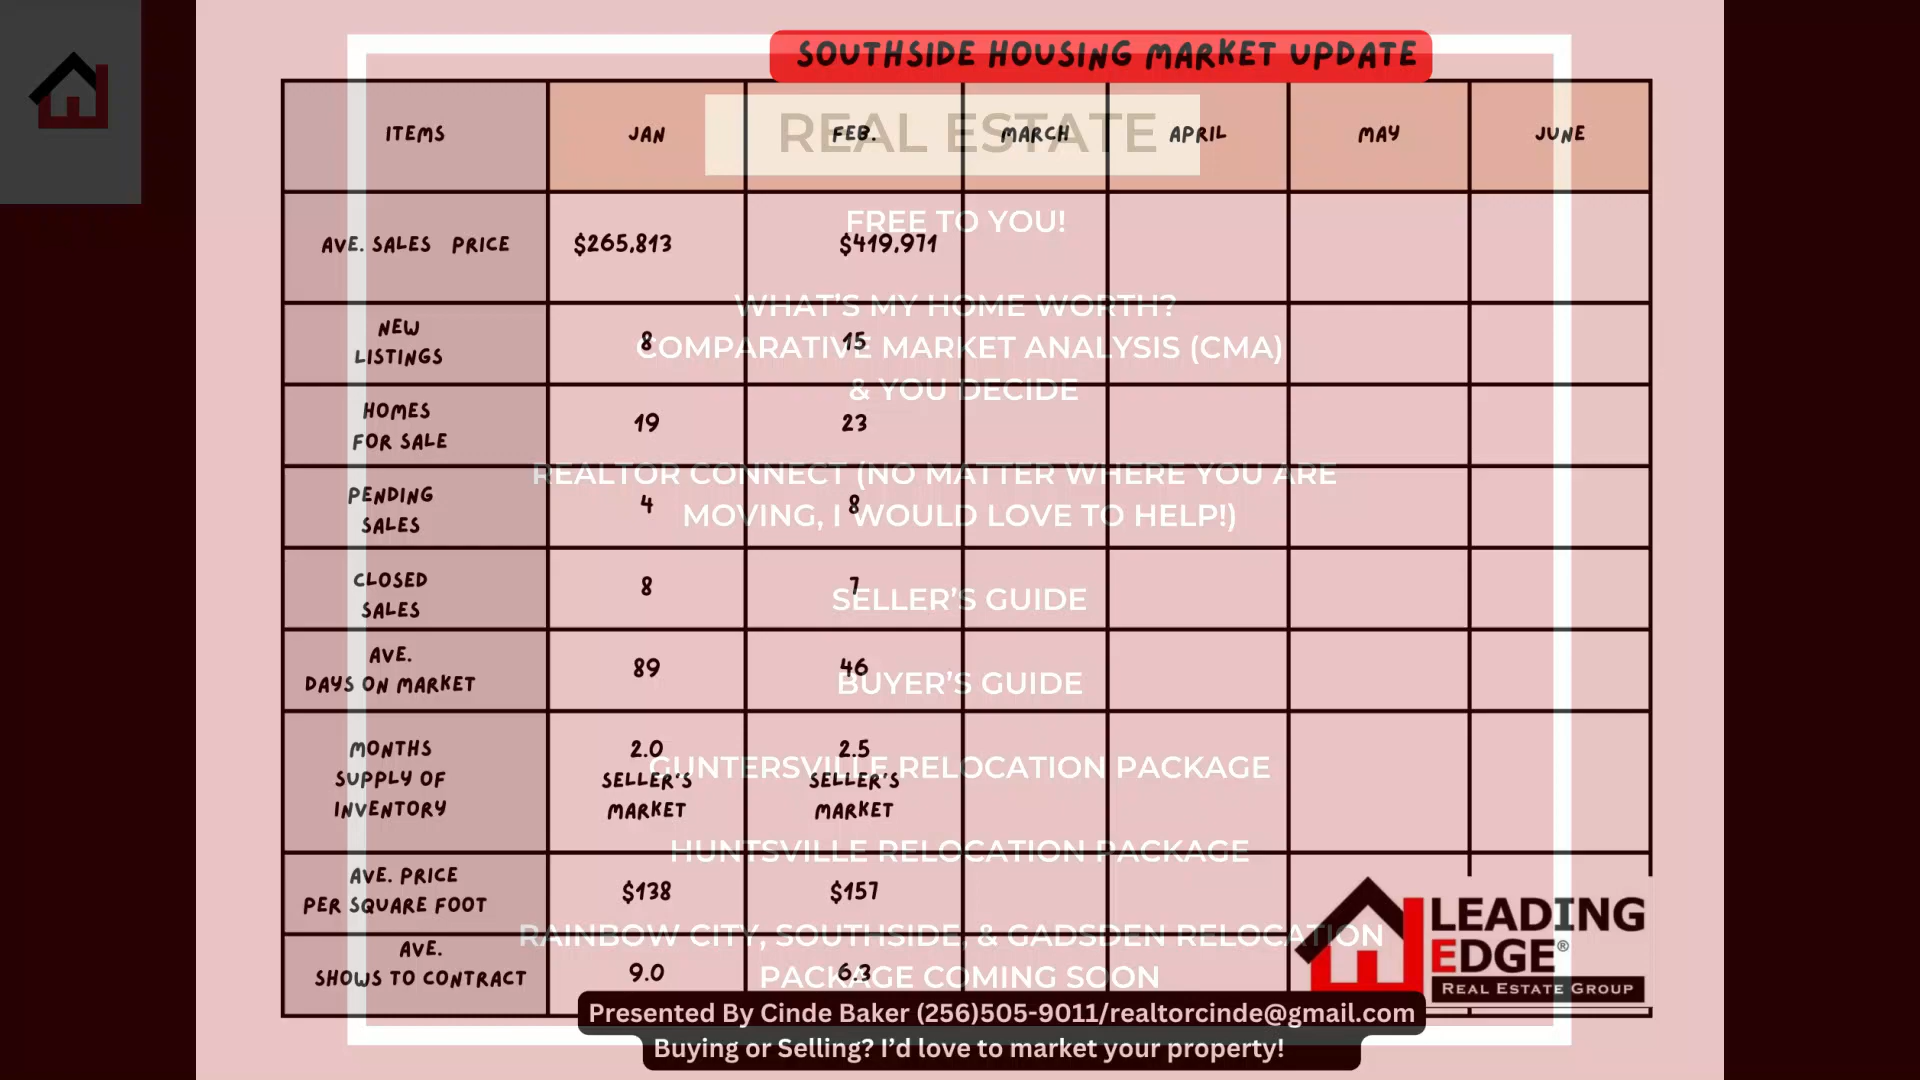 SOUTHSIDE HOUSING MARKET UPDATE
REAL ESTATE
ITEMS JAN FEB. MARCH APRIL MAY JUNE
FREE TO YOU!
AVE. SALES PRICE $265,813 $419,971
WHAT'S MY HOME WORTH?
COMPARATIVE MARKET ANALYSIS (CMA)
& YOU DECIDE
NEW
LISTINGS
8 15
HOMES
FOR SALE
19 23
REALTOR CONNECT (NO MATTER WHERE YOU ARE
MOVING, I WOULD LOVE TO HELP!)
PENDING
SALES
4 8
CLOSED
SALES
8 7
SELLER'S GUIDE
AVE.
DAYS ON MARKET
89 46
BUYER'S GUIDE
MONTHS
SUPPLY OF
INVENTORY
2.0
SELLER'S
MARKET
2.5
SELLER'S
MARKET
GUNTERSVILLE RELOCATION PACKAGE
HUNTSVILLE RELOCATION PACKAGE
AVE. PRICE
PER SQUARE FOOT
$138 $157
RAINBOW CITY, SOUTHSIDE, & GADSDEN RELOCATION
PACKAGE COMING SOON
AVE.
SHOWS TO CONTRACT
9.0 6.3
LEADING
EDGE®
REAL ESTATE GROUP
Presented By Cinde Baker (256)505-9011/realtorcinde@gmail.com
Buying or Selling? I'd love to market your property!